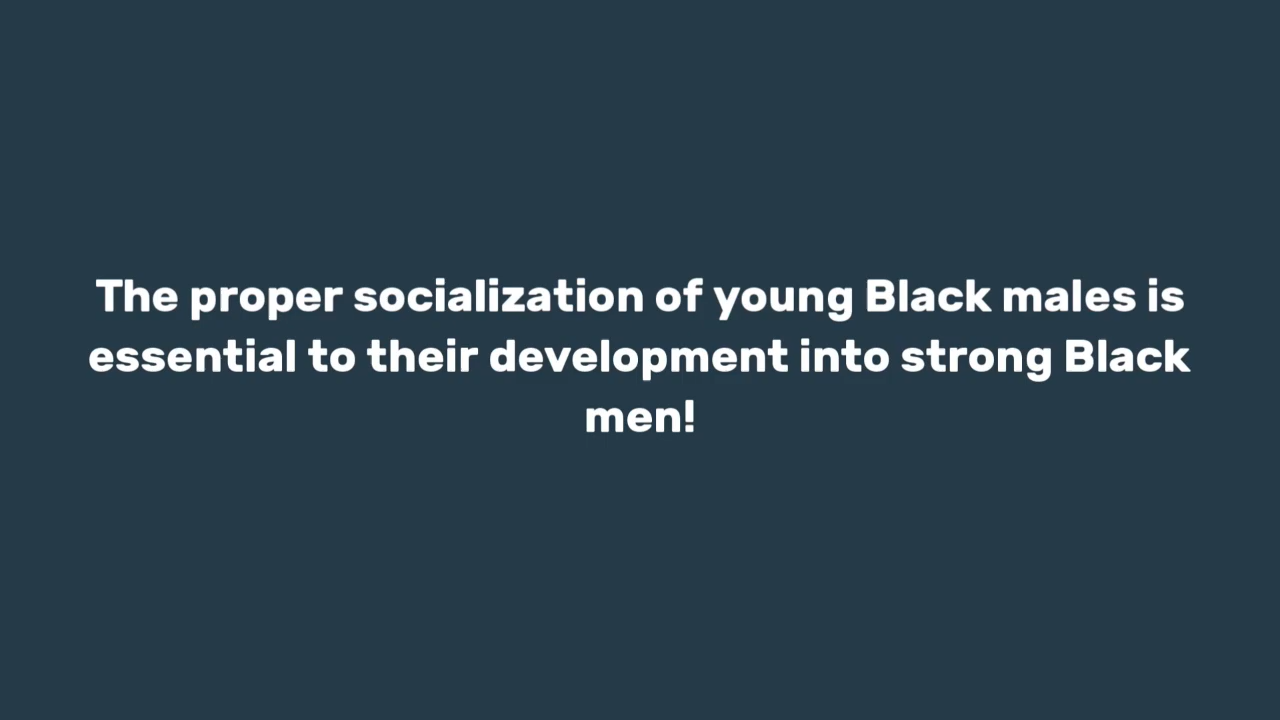 The proper socialization of young Black males is
essential to their development into strong Black
men!